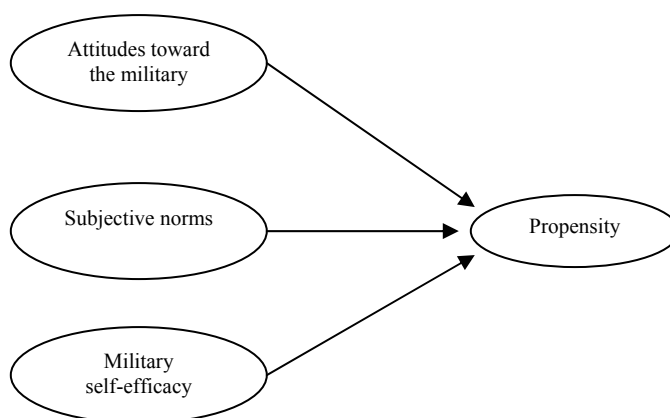 Attitudes toward
the military
Subjective norms
Propensity
Military
self-efficacy